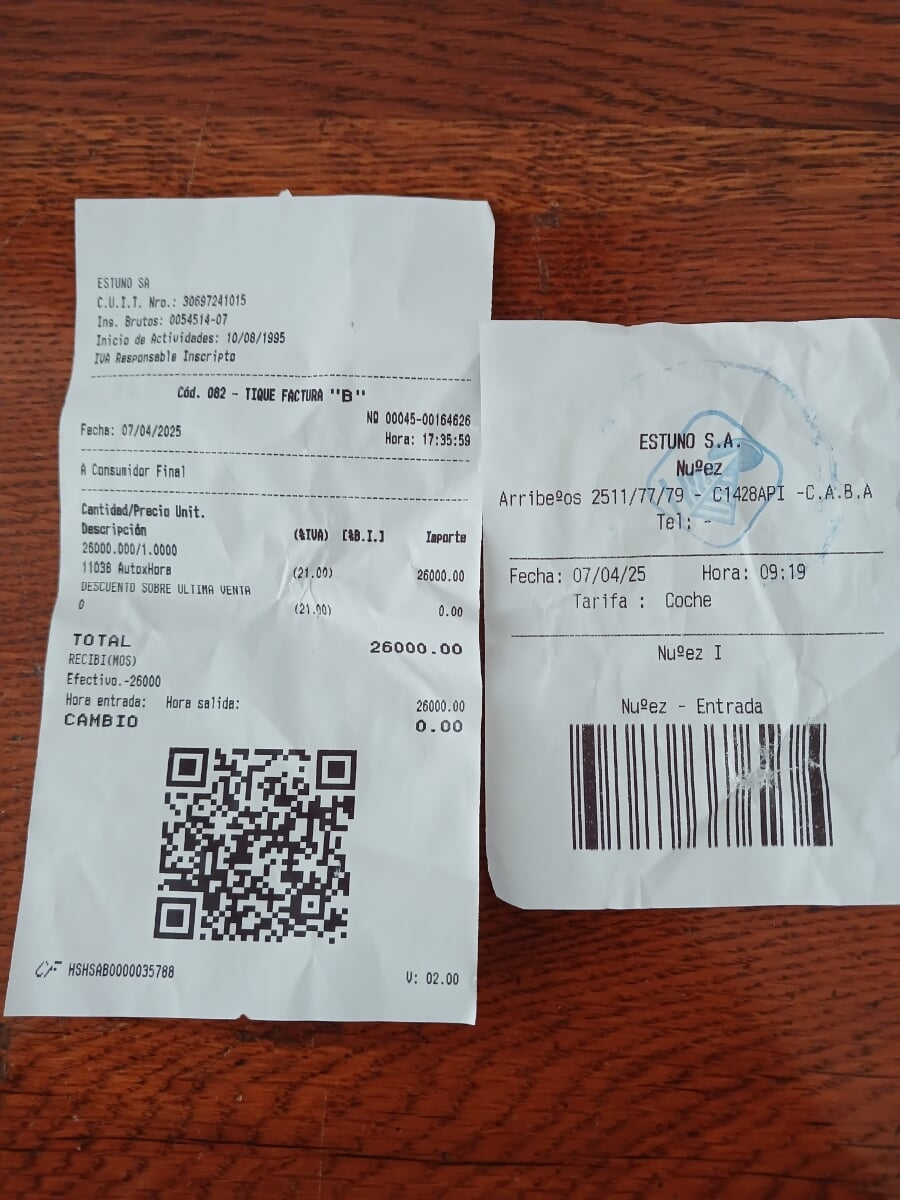 ESTUNO SA
C.U.I.T. Nro.: 30697241015
Ing. Brutos: 0054514-07
Inicio de Actividades: 10/08/1995
IVA Responsable Inscripto
Cód. 082 - TIQUE FACTURA "B"
Nº 00045-00164626
Fecha: 07/04/2025 Hora: 17:35:59
A Consumidor Final
Cantidad/Precio Unit.
Descripción (%IVA) [%B.I.] Importe
26000.000/1.0000
11038 AutoxHora (21.00) 26000.00
DESCUENTO SOBRE ULTIMA VENTA
0 (21.00) 0.00
TOTAL 26000.00
RECIBI(MOS)
Efectivo.-26000
Hora entrada: Hora salida: 26000.00
CAMBIO 0.00
CF HSHSAB0000035788 V: 02.00
ESTUNO S.A.
Nuºez
Arribeºos 2511/77/79 - C1428API -C.A.B.A
Tel: -
Fecha: 07/04/25 Hora: 09:19
Tarifa : Coche
Nuºez I
Nuºez - Entrada